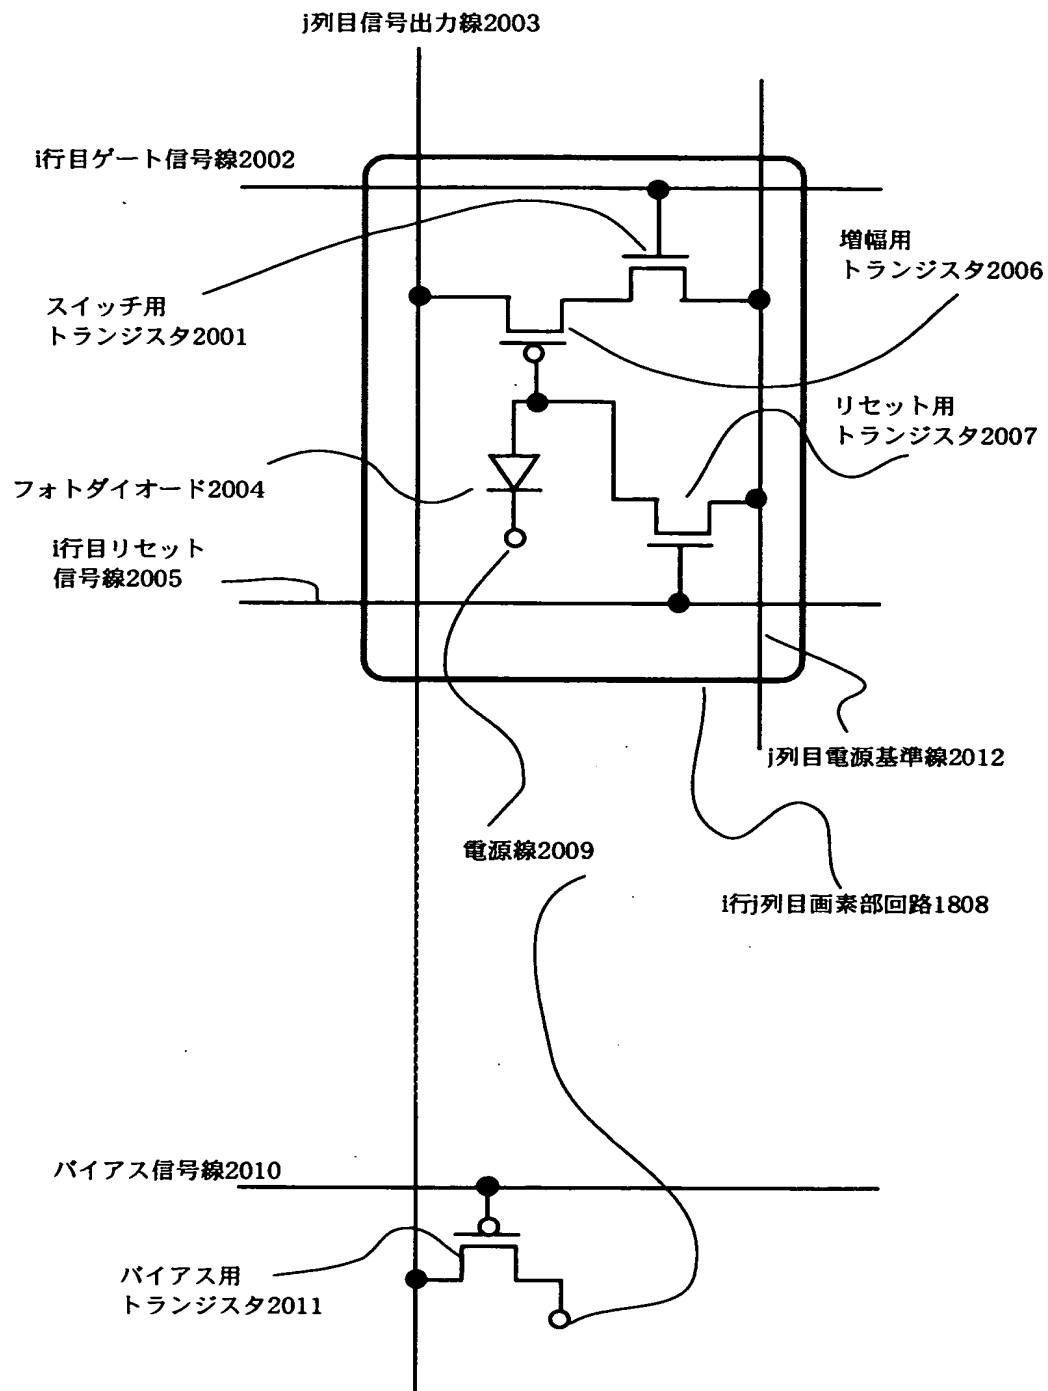 j列目信号出力線2003
i行目ゲート信号線2002
増幅用
トランジスタ2006
スイッチ用
トランジスタ2001
リセット用
トランジスタ2007
フォトダイオード2004
i行目リセット
信号線2005
j列目電源基準線2012
電源線2009
i行j列目画素部回路1808
バイアス信号線2010
バイアス用
トランジスタ2011